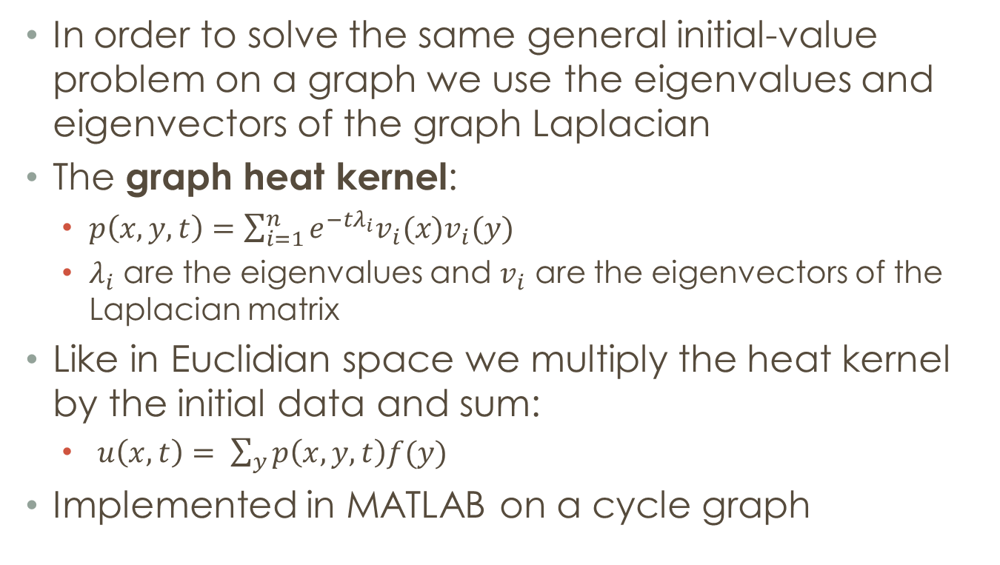 • In order to solve the same general initial-value
problem on a graph we use the eigenvalues and
eigenvectors of the graph Laplacian
• The graph heat kernel:
• $p(x, y, t) = \sum_{i=1}^{n} e^{-t\lambda_i} v_i(x) v_i(y)$
• $\lambda_i$ are the eigenvalues and $v_i$ are the eigenvectors of the
Laplacian matrix
• Like in Euclidian space we multiply the heat kernel
by the initial data and sum:
• $u(x, t) = \sum_y p(x, y, t) f(y)$
• Implemented in MATLAB on a cycle graph